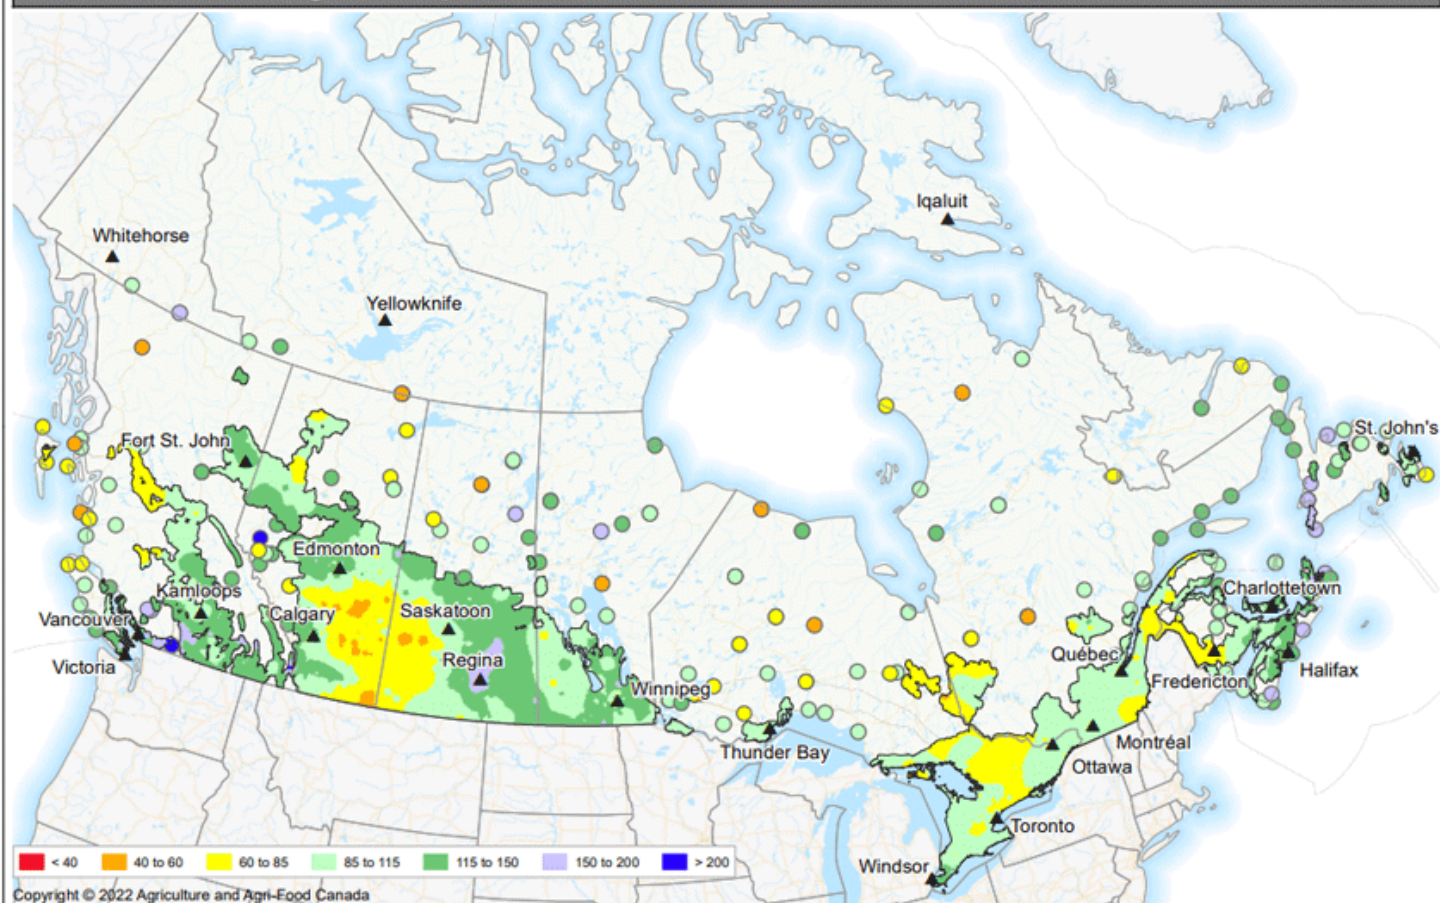 Iqaluit
Whitehorse
Yellowknife
St. John's
Fort St. John
Edmonton
Kamloops
Charlottetown
Calgary
Saskatoon
Vancouver
Québec
Regina
Victoria
Halifax
Fredericton
Winnipeg
Montréal
Thunder Bay
Ottawa
Toronto
Windsor
< 40 40 to 60 60 to 85 85 to 115 115 to 150 150 to 200 > 200
Copyright © 2022 Agriculture and Agri-Food Canada